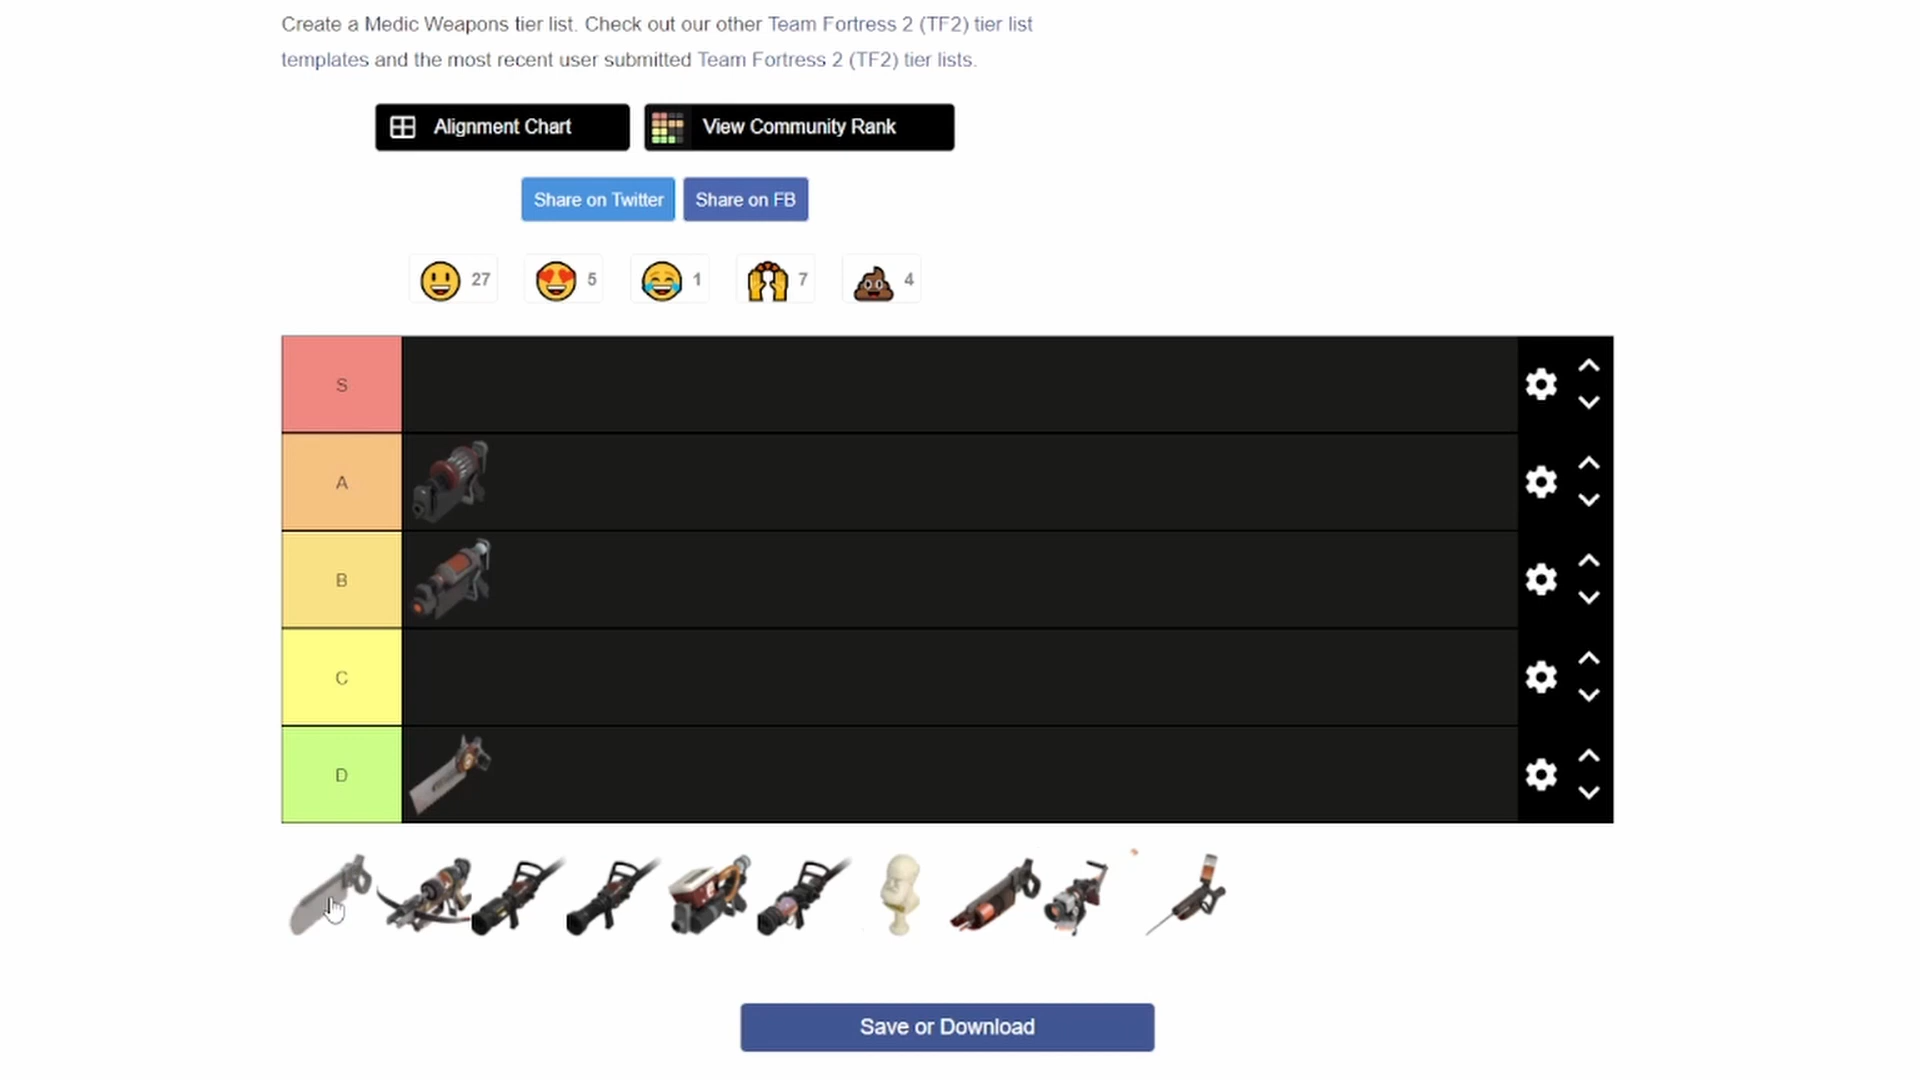 Create a Medic Weapons tier list. Check out our other Team Fortress 2 (TF2) tier list
templates and the most recent user submitted Team Fortress 2 (TF2) tier lists.
Alignment Chart
View Community Rank
Share on Twitter
Share on FB
27
5
1
7
4
S
A
B
C
D
Save or Download